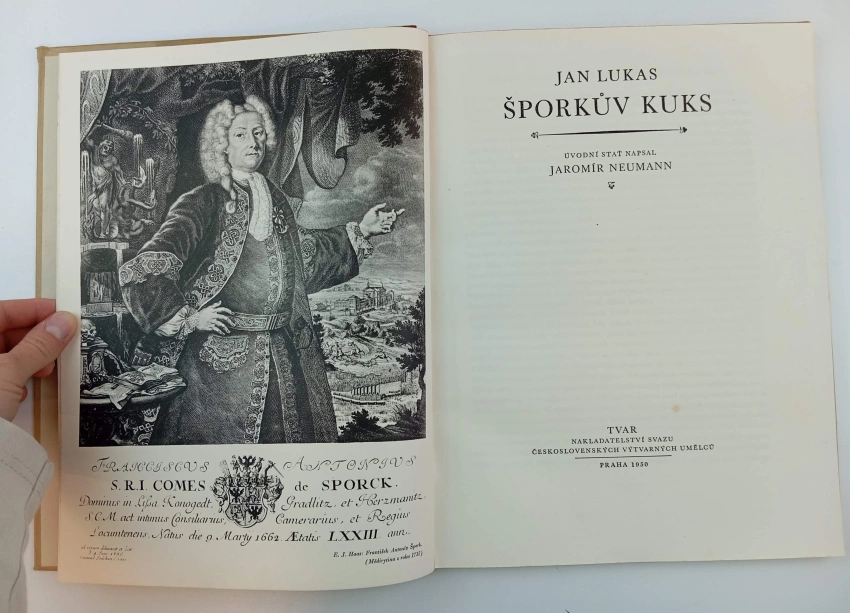 FRANCISCUS ANTONIUS
S. R. I. COMES de SPORCK.
Dominus in Lyssa Konogedt, Gradlitz, et Herzmanitz.
S. C. M. act. intimus Consiliarius, Camerarius, et Regius
Locumtenens. Natus die 9. Marty 1662. Ætatis LXXIII. ann.
E. J. Haas: František Antonín Špork.
(Mědirytina z roku 1735)
JAN LUKAS
ŠPORKŮV KUKS
ÚVODNÍ STAŤ NAPSAL
JAROMÍR NEUMANN
TVAR
NAKLADATELSTVÍ SVAZU
ČESKOSLOVENSKÝCH VÝTVARNÝCH UMĚLCŮ
PRAHA 1950